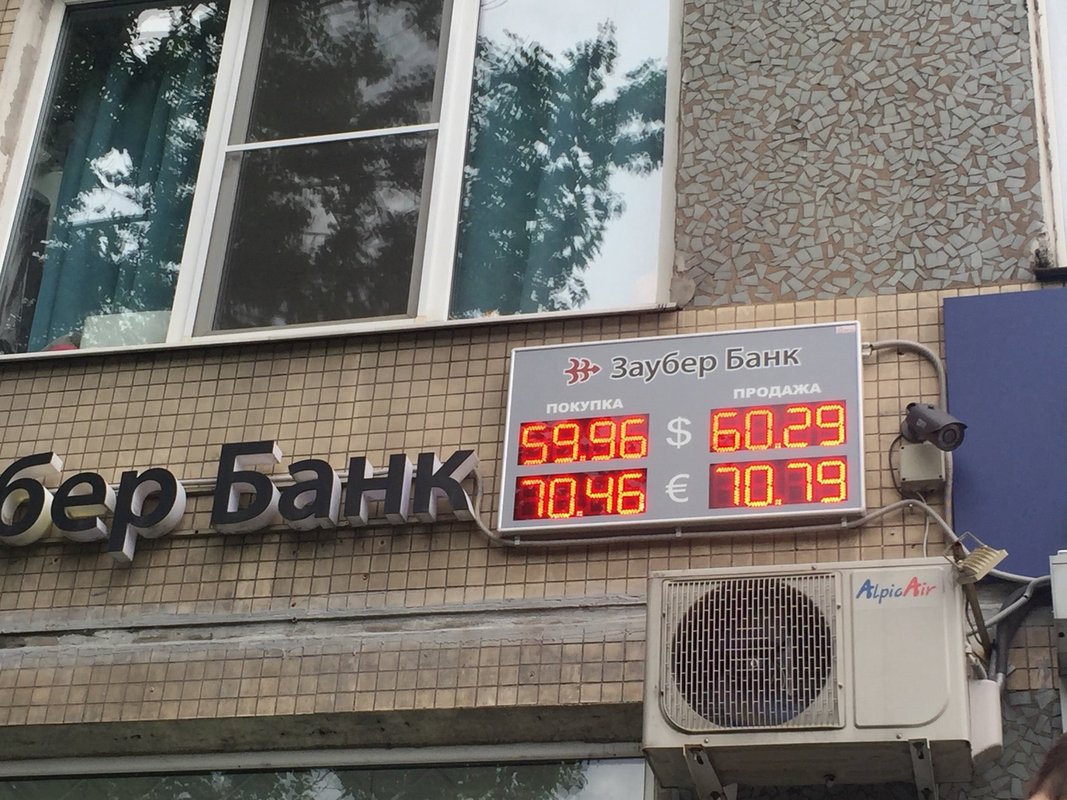 Заубер Банк
ПОКУПКА ПРОДАЖА
59.96 $ 60.29
70.46 € 70.79
бер Банк
AlpicAir